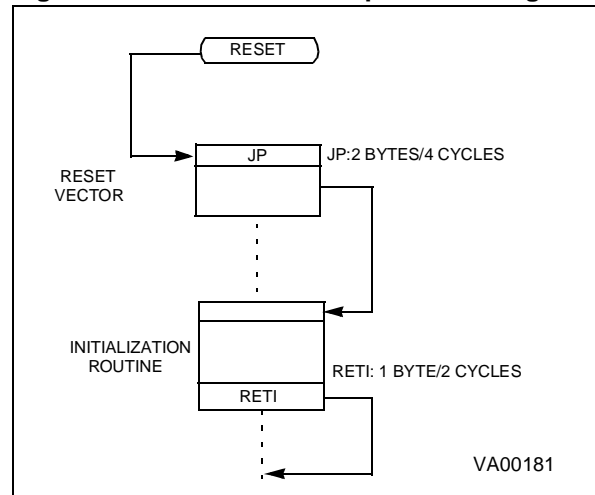 RESET
JP
JP:2 BYTES/4 CYCLES
RESET
VECTOR
INITIALIZATION
ROUTINE
RETI: 1 BYTE/2 CYCLES
RETI
VA00181